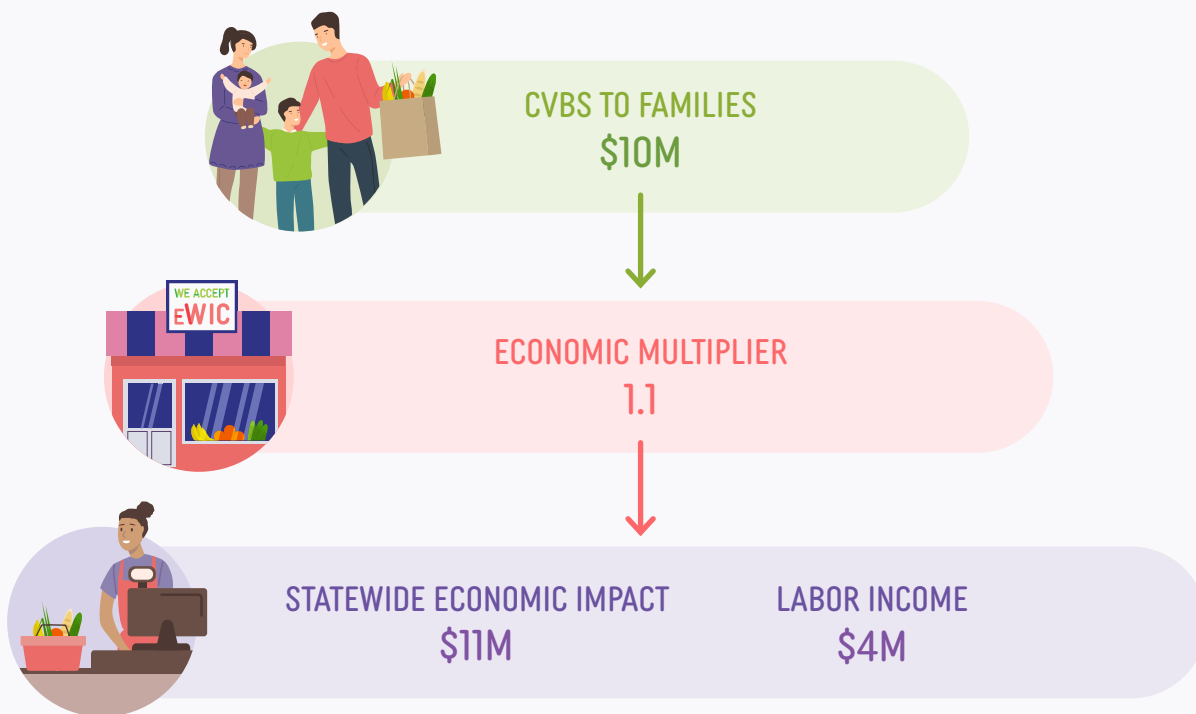 CVBS TO FAMILIES
$10M
WE ACCEPT
eWIC
ECONOMIC MULTIPLIER
1.1
STATEWIDE ECONOMIC IMPACT
$11M
LABOR INCOME
$4M